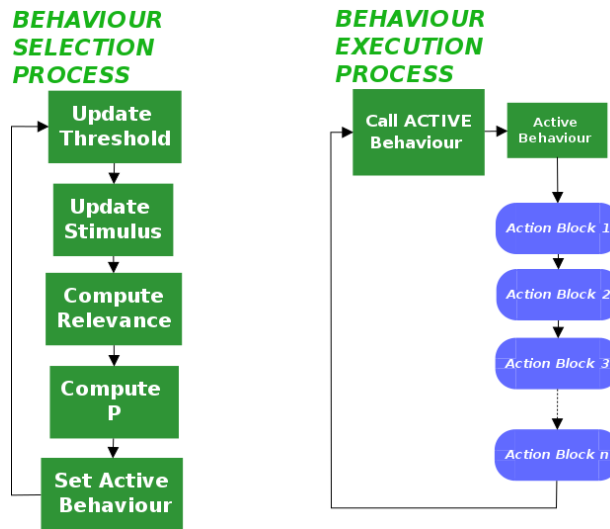 BEHAVIOUR
SELECTION
PROCESS
Update
Threshold
Update
Stimulus
Compute
Relevance
Compute
P
Set Active
Behaviour
BEHAVIOUR
EXECUTION
PROCESS
Call ACTIVE
Behaviour
Active
Behaviour
Action Block 1
Action Block 2
Action Block 3
Action Block n